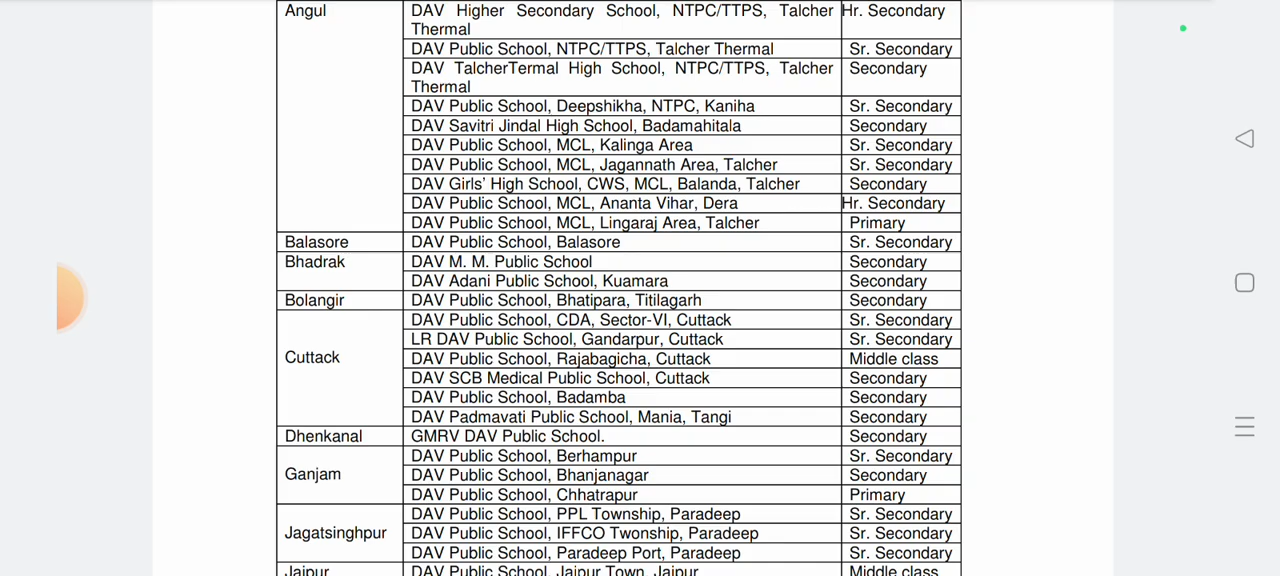 Angul DAV Higher Secondary School, NTPC/TTPS, Talcher Hr. Secondary
Thermal
DAV Public School, NTPC/TTPS, Talcher Thermal Sr. Secondary
DAV TalcherTermal High School, NTPC/TTPS, Talcher Secondary
Thermal
DAV Public School, Deepshikha, NTPC, Kaniha Sr. Secondary
DAV Savitri Jindal High School, Badamahitala Secondary
DAV Public School, MCL, Kalinga Area Sr. Secondary
DAV Public School, MCL, Jagannath Area, Talcher Sr. Secondary
DAV Girls' High School, CWS, MCL, Balanda, Talcher Secondary
DAV Public School, MCL, Ananta Vihar, Dera Hr. Secondary
DAV Public School, MCL, Lingaraj Area, Talcher Primary
Balasore DAV Public School, Balasore Sr. Secondary
Bhadrak DAV M. M. Public School Secondary
DAV Adani Public School, Kuamara Secondary
Bolangir DAV Public School, Bhatipara, Titilagarh Secondary
DAV Public School, CDA, Sector-VI, Cuttack Sr. Secondary
LR DAV Public School, Gandarpur, Cuttack Sr. Secondary
Cuttack DAV Public School, Rajabagicha, Cuttack Middle class
DAV SCB Medical Public School, Cuttack Secondary
DAV Public School, Badamba Secondary
DAV Padmavati Public School, Mania, Tangi Secondary
Dhenkanal GMRV DAV Public School. Secondary
DAV Public School, Berhampur Sr. Secondary
Ganjam DAV Public School, Bhanjanagar Secondary
DAV Public School, Chhatrapur Primary
DAV Public School, PPL Township, Paradeep Sr. Secondary
Jagatsinghpur DAV Public School, IFFCO Twonship, Paradeep Sr. Secondary
DAV Public School, Paradeep Port, Paradeep Sr. Secondary
Jajpur DAV Public School, Jajpur Town, Jajpur Middle class